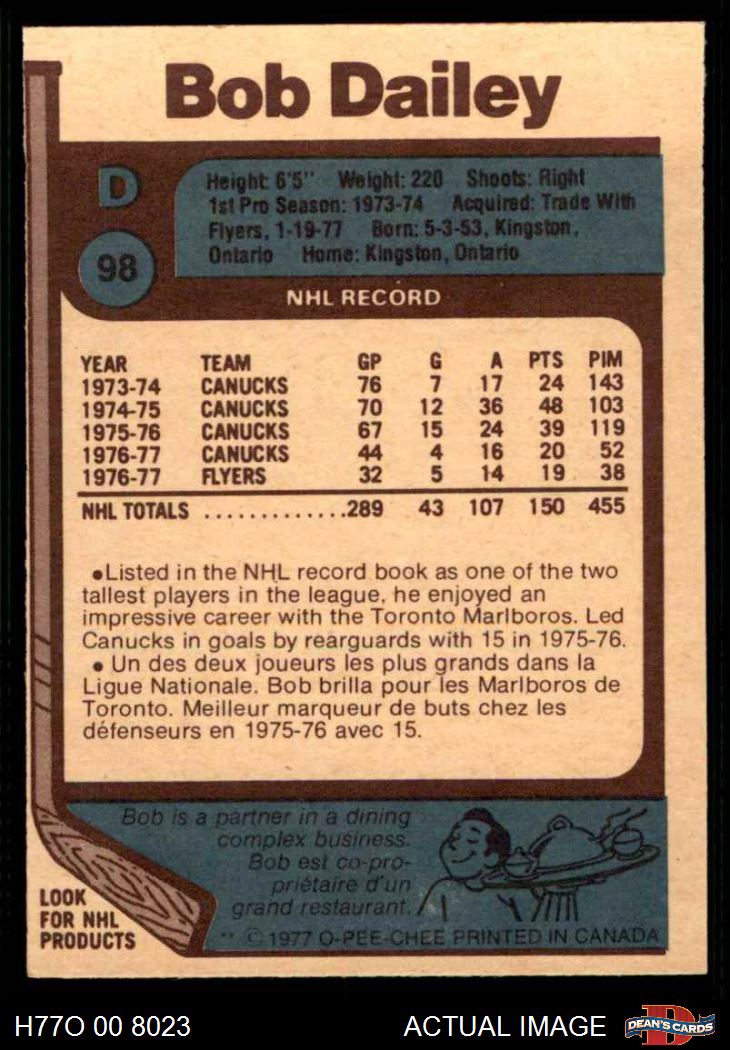 Bob Dailey
D
98
Height: 6'5" Weight: 220 Shoots: Right
1st Pro Season: 1973-74 Acquired: Trade With
Flyers, 1-19-77 Born: 5-3-53, Kingston,
Ontario Home: Kingston, Ontario
NHL RECORD
YEAR TEAM GP G A PTS PIM
1973-74 CANUCKS 76 7 17 24 143
1974-75 CANUCKS 70 12 36 48 103
1975-76 CANUCKS 67 15 24 39 119
1976-77 CANUCKS 44 4 16 20 52
1976-77 FLYERS 32 5 14 19 38
NHL TOTALS .............289 43 107 150 455
●Listed in the NHL record book as one of the two
tallest players in the league, he enjoyed an
impressive career with the Toronto Marlboros. Led
Canucks in goals by rearguards with 15 in 1975-76.
● Un des deux joueurs les plus grands dans la
Ligue Nationale. Bob brilla pour les Marlboros de
Toronto. Meilleur marqueur de buts chez les
défenseurs en 1975-76 avec 15.
Bob is a partner in a dining
complex business.
Bob est co-pro-
priétaire d'un
grand restaurant.
LOOK
FOR NHL
PRODUCTS
** © 1977 O-PEE-CHEE PRINTED IN CANADA
H77O 00 8023
ACTUAL IMAGE
D
DEAN'S CARDS